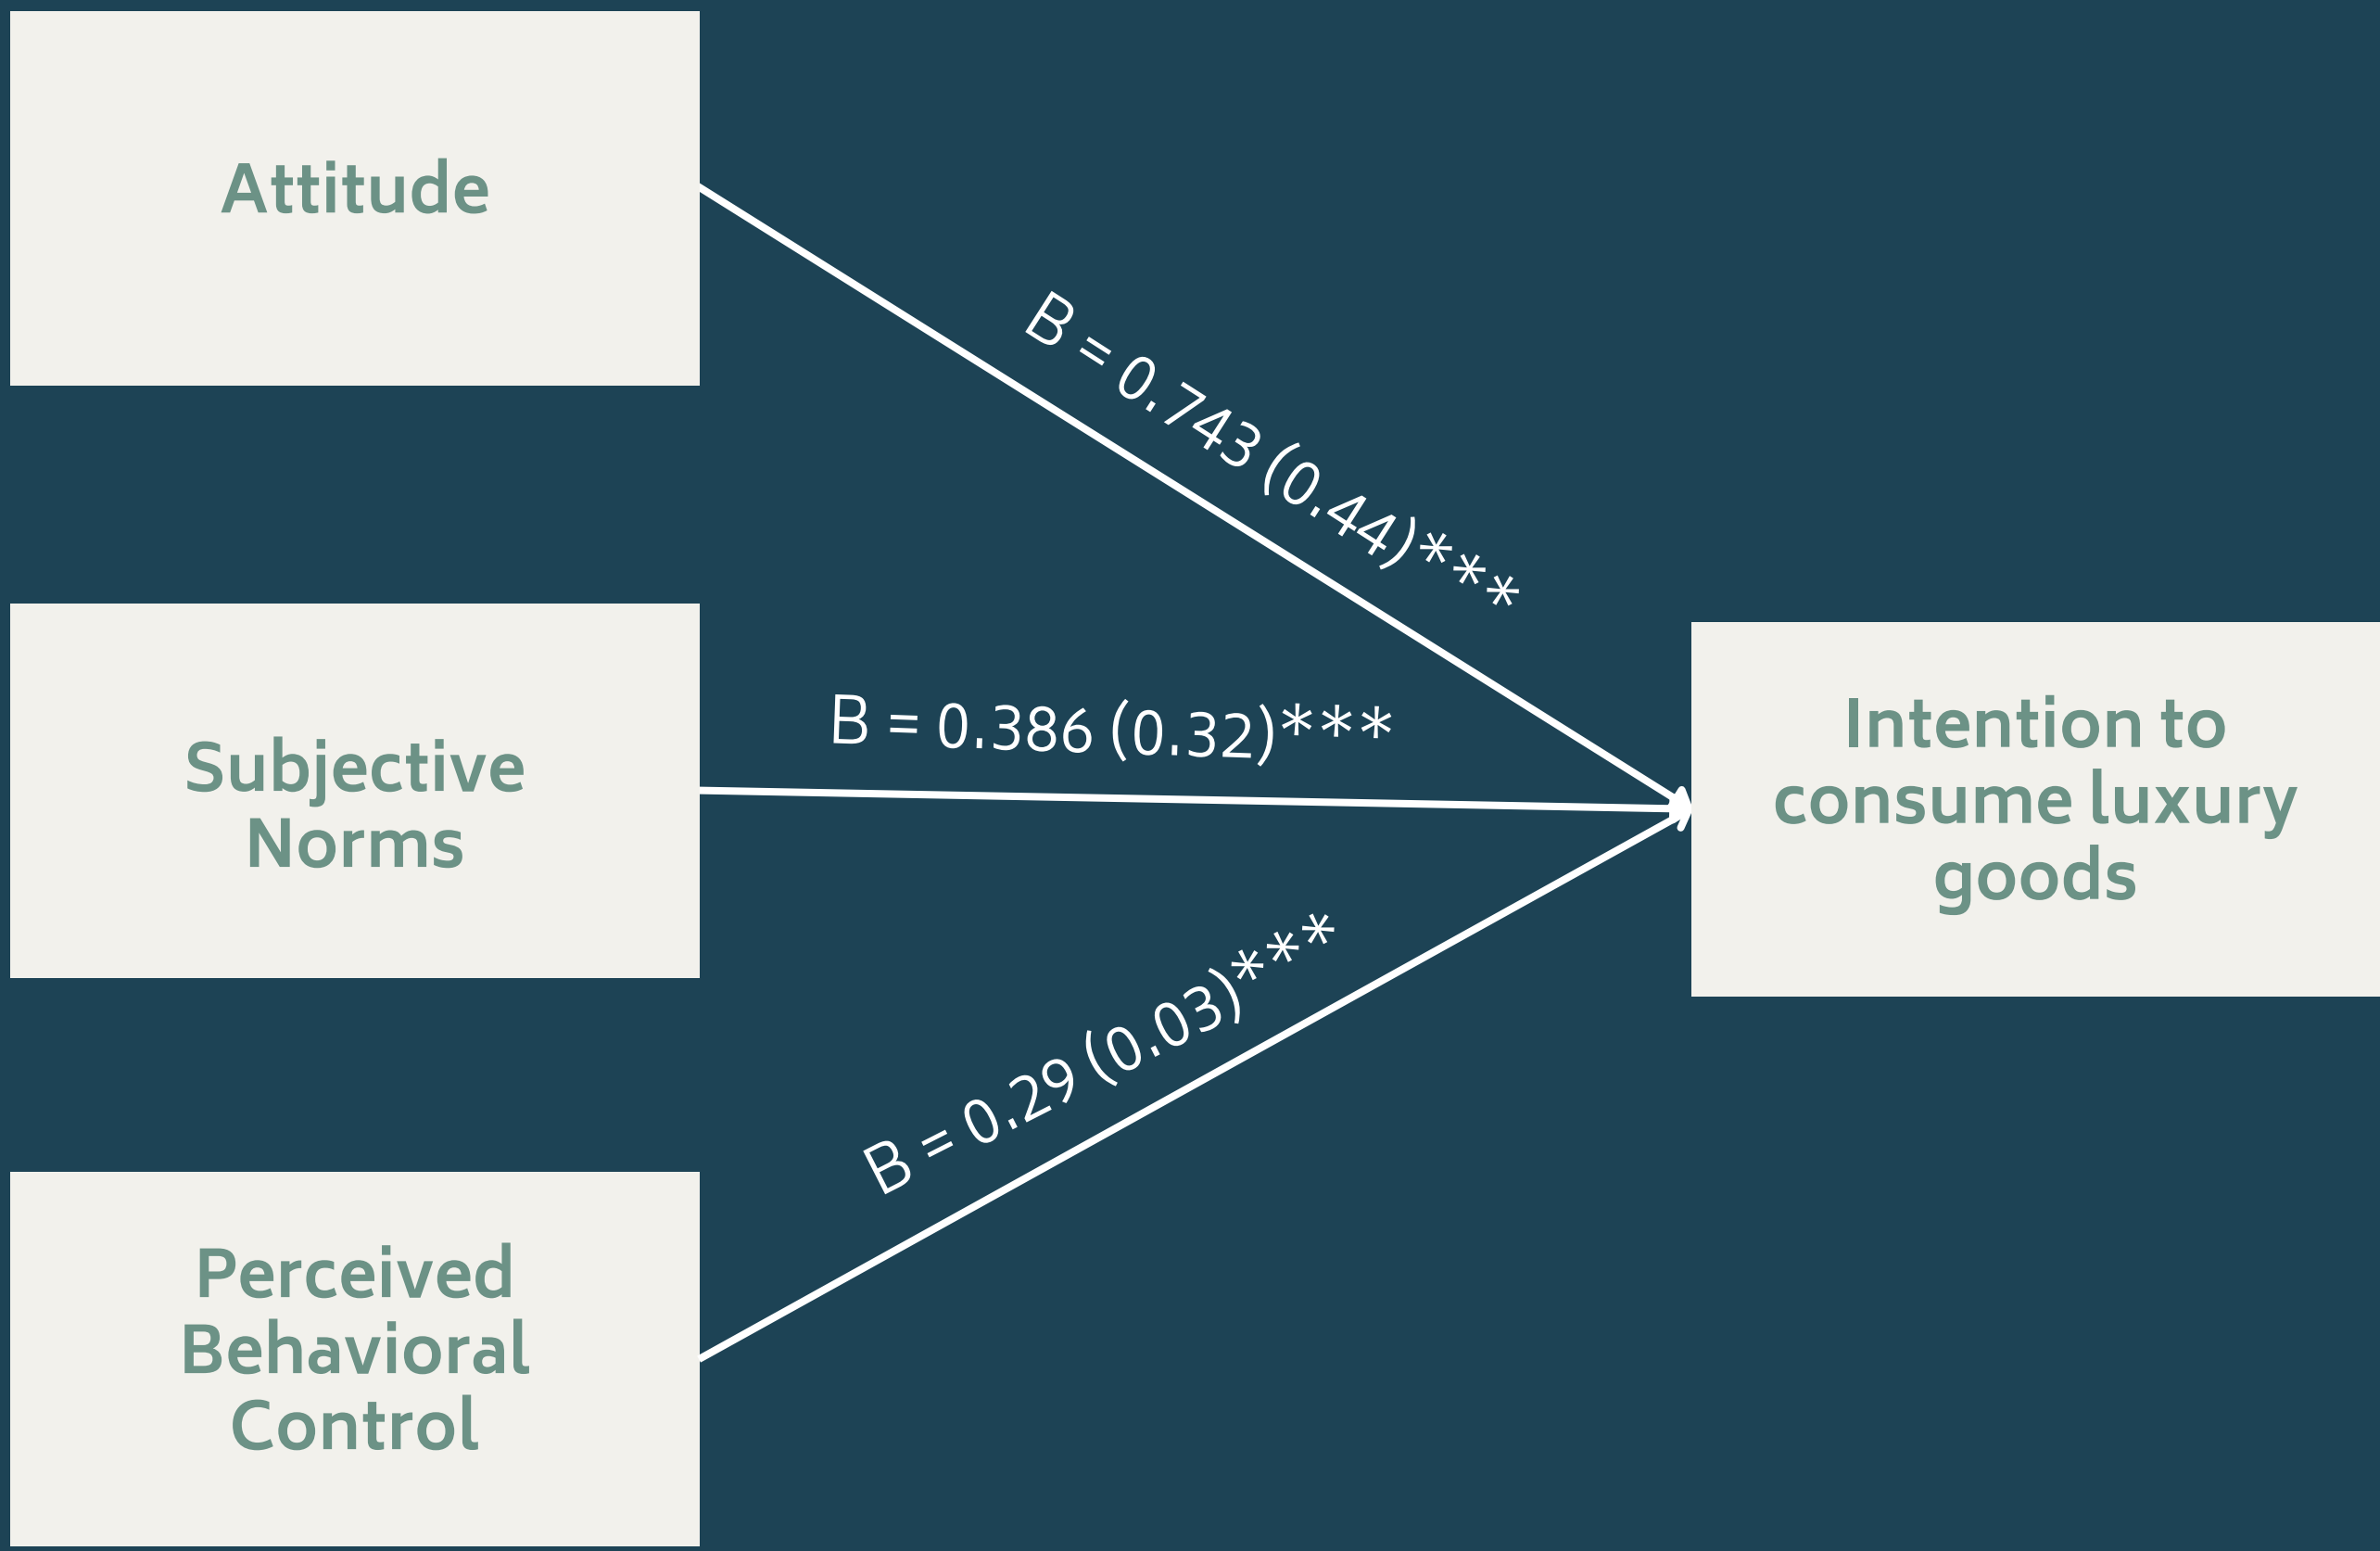 Attitude
B = 0.743 (0.44)***
Subjective
Norms
B = 0.386 (0.32)***
Intention to
consume luxury
goods
B = 0.29 (0.03)***
Perceived
Behavioral
Control